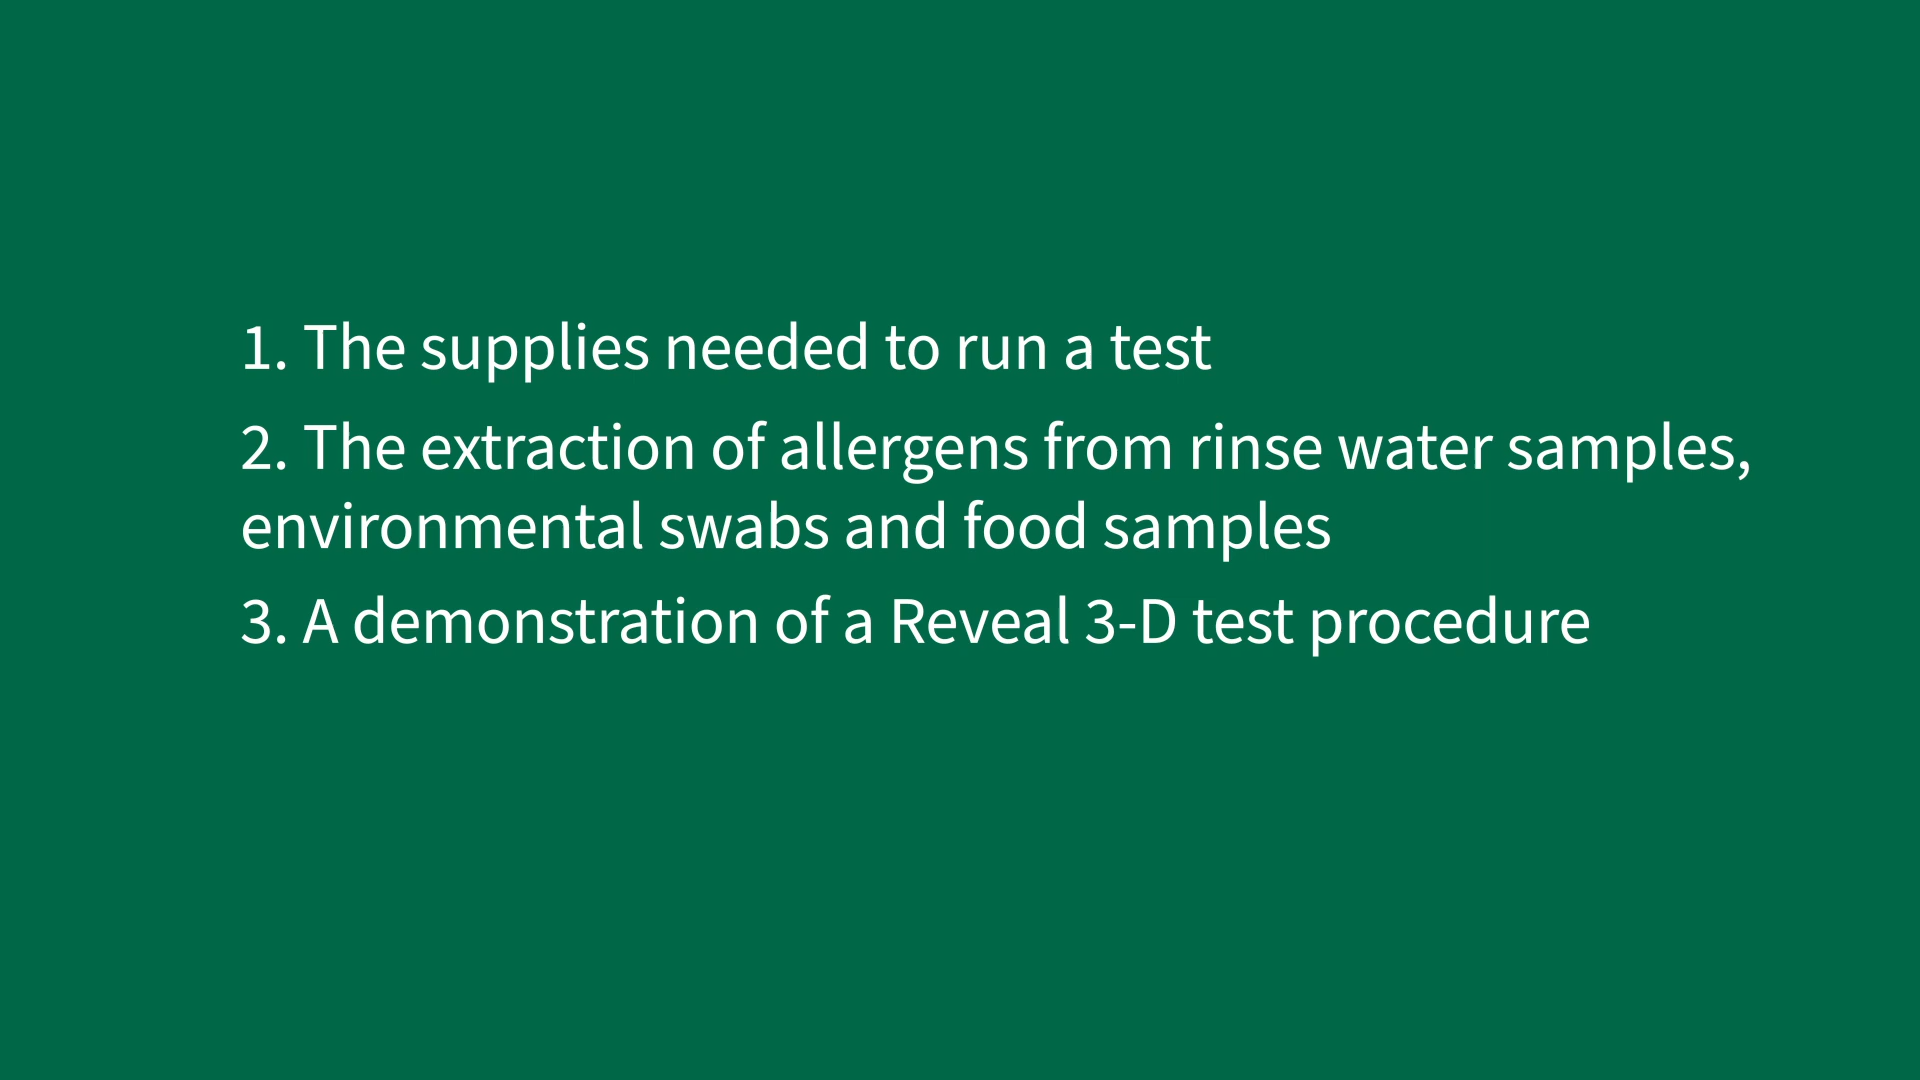 1. The supplies needed to run a test
2. The extraction of allergens from rinse water samples,
environmental swabs and food samples
3. A demonstration of a Reveal 3-D test procedure